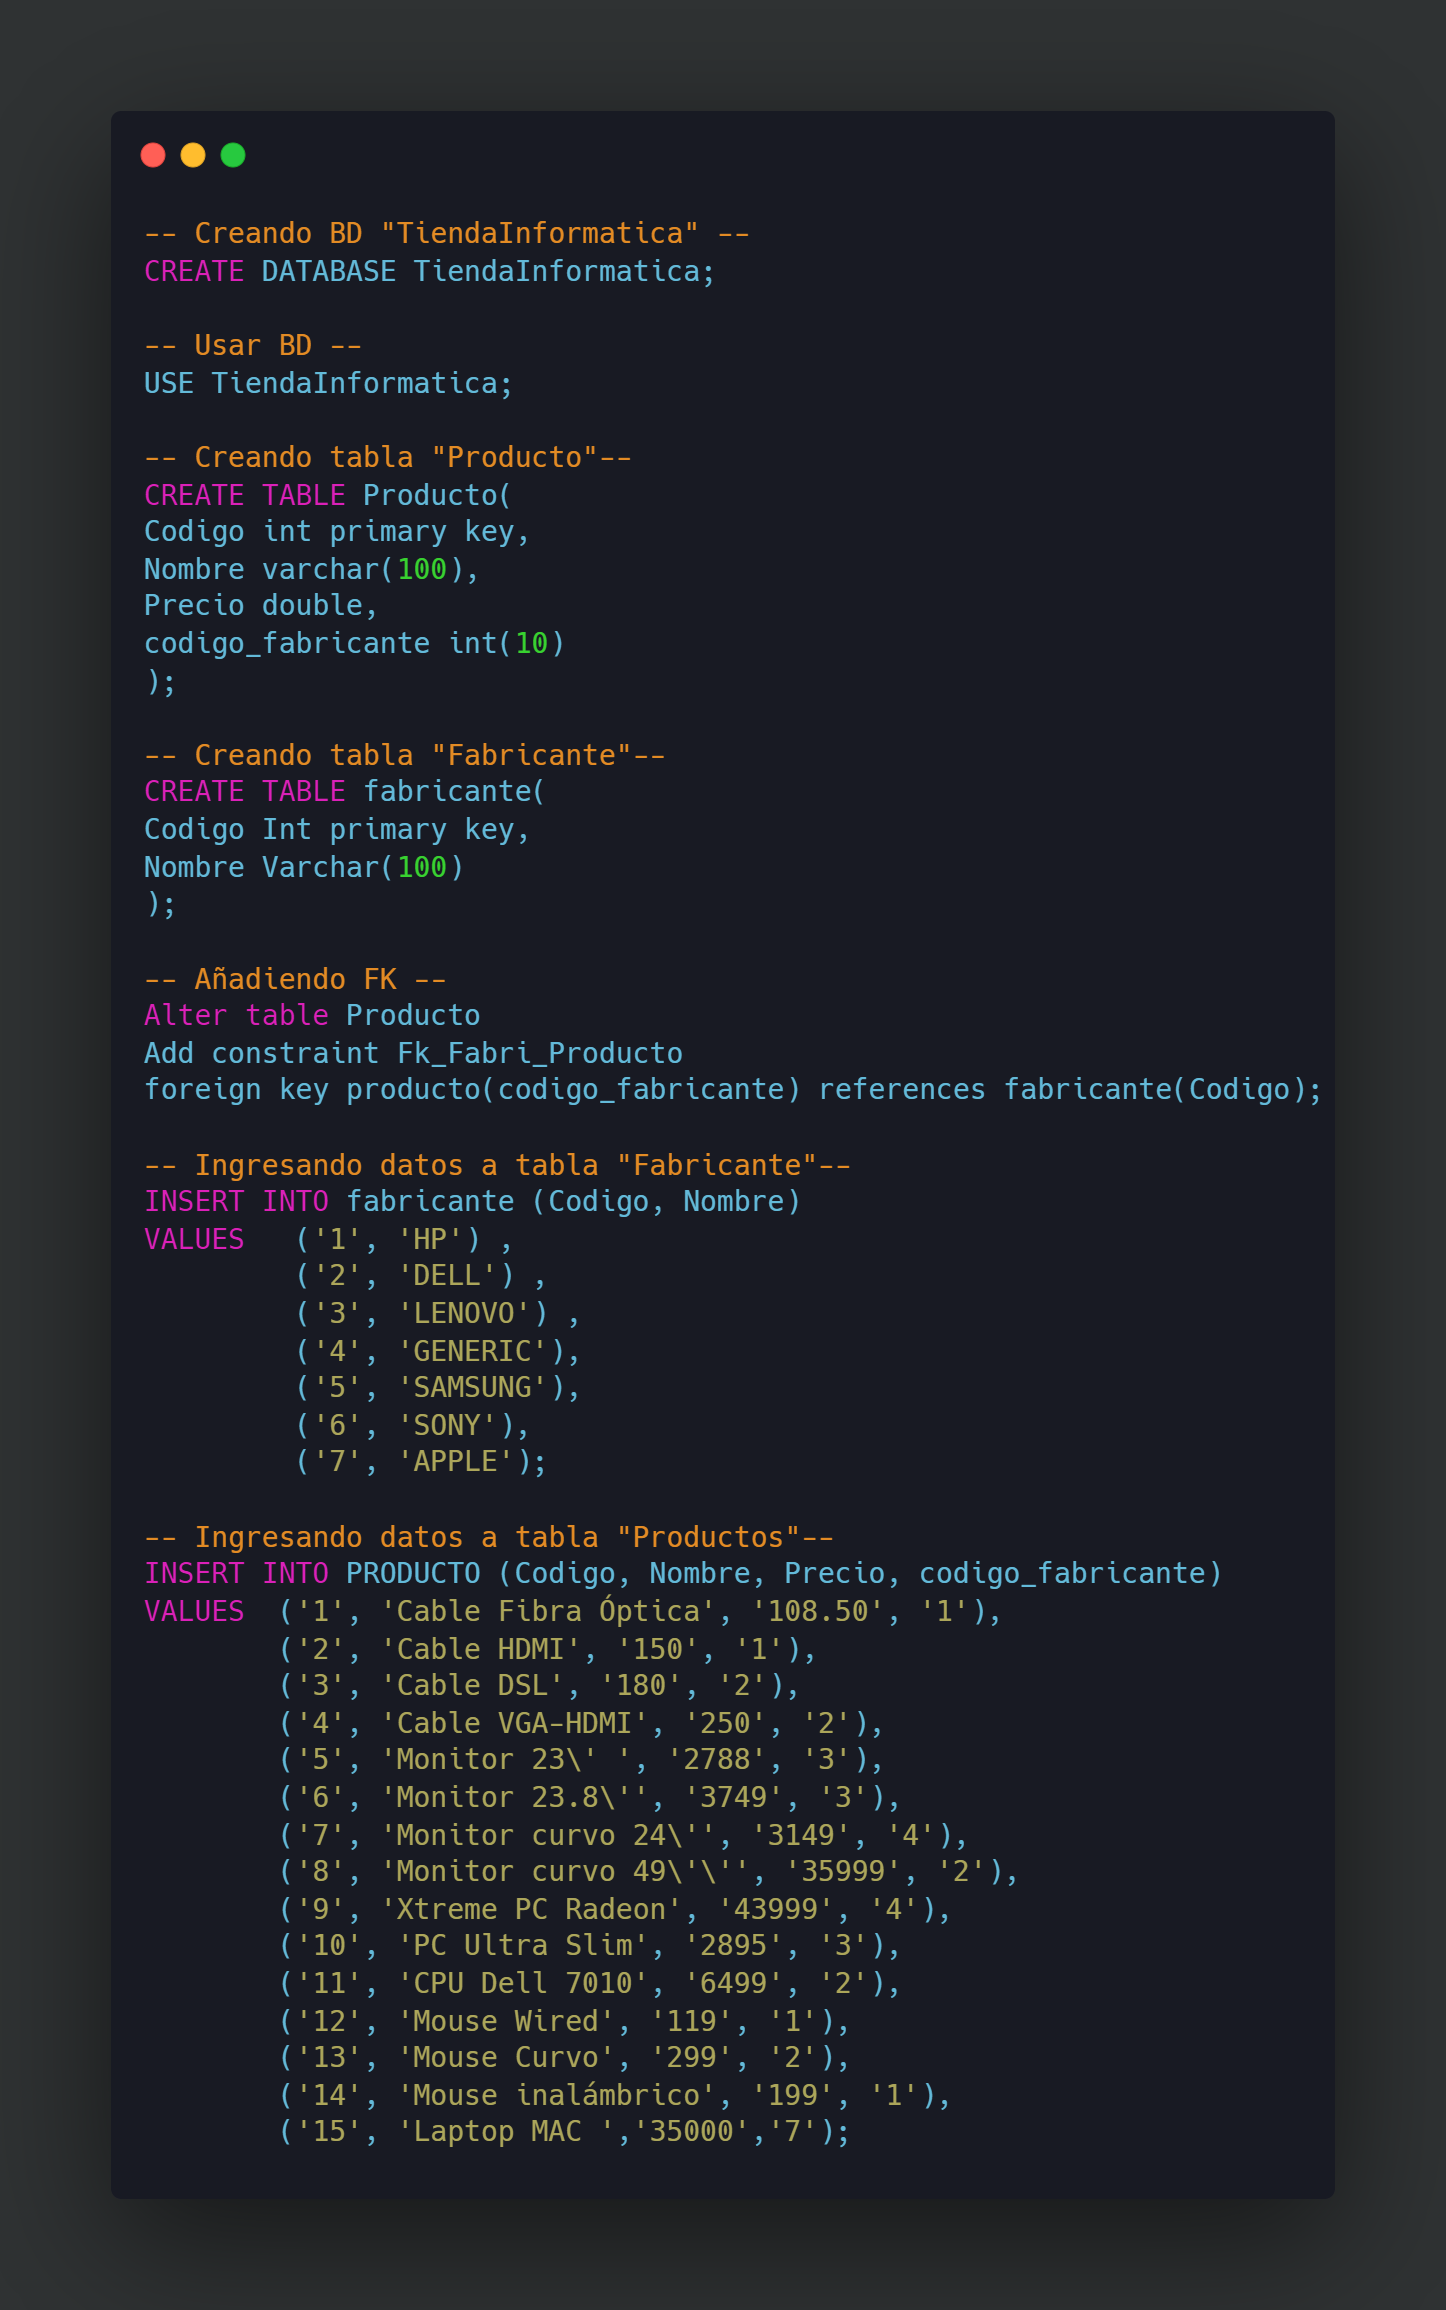 -- Creando BD "TiendaInformatica" --
CREATE DATABASE TiendaInformatica;
-- Usar BD --
USE TiendaInformatica;
-- Creando tabla "Producto"--
CREATE TABLE Producto(
Codigo int primary key,
Nombre varchar(100),
Precio double,
codigo_fabricante int(10)
);
-- Creando tabla "Fabricante"--
CREATE TABLE fabricante(
Codigo Int primary key,
Nombre Varchar(100)
);
-- Añadiendo FK --
Alter table Producto
Add constraint Fk_Fabri_Producto
foreign key producto(codigo_fabricante) references fabricante(Codigo);
-- Ingresando datos a tabla "Fabricante"--
INSERT INTO fabricante (Codigo, Nombre)
VALUES   ('1', 'HP') ,
         ('2', 'DELL') ,
         ('3', 'LENOVO') ,
         ('4', 'GENERIC'),
         ('5', 'SAMSUNG'),
         ('6', 'SONY'),
         ('7', 'APPLE');
-- Ingresando datos a tabla "Productos"--
INSERT INTO PRODUCTO (Codigo, Nombre, Precio, codigo_fabricante)
VALUES  ('1', 'Cable Fibra Óptica', '108.50', '1'),
        ('2', 'Cable HDMI', '150', '1'),
        ('3', 'Cable DSL', '180', '2'),
        ('4', 'Cable VGA-HDMI', '250', '2'),
        ('5', 'Monitor 23\' ', '2788', '3'),
        ('6', 'Monitor 23.8\'', '3749', '3'),
        ('7', 'Monitor curvo 24\'', '3149', '4'),
        ('8', 'Monitor curvo 49\'\'', '35999', '2'),
        ('9', 'Xtreme PC Radeon', '43999', '4'),
        ('10', 'PC Ultra Slim', '2895', '3'),
        ('11', 'CPU Dell 7010', '6499', '2'),
        ('12', 'Mouse Wired', '119', '1'),
        ('13', 'Mouse Curvo', '299', '2'),
        ('14', 'Mouse inalámbrico', '199', '1'),
        ('15', 'Laptop MAC ','35000','7');